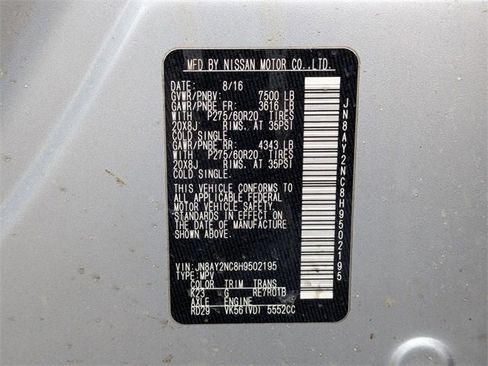 MFD BY NISSAN MOTOR CO.,LTD.
DATE: 8/16
GVWR/PNBV: 7500 LB
GAWR/PNBE FR: 3616 LB
WITH P275/60R20 TIRES
20X8J RIMS. AT 35PSI
COLD SINGLE.
GAWR/PNBE RR: 4343 LB
WITH P275/60R20 TIRES
20X8J RIMS. AT 35PSI
COLD SINGLE.
THIS VEHICLE CONFORMS TO
ALL APPLICABLE FEDERAL
MOTOR VEHICLE SAFETY
STANDARDS IN EFFECT ON
THE DATE OF MANUFACTURE
SHOWN ABOVE.
VIN: JN8AY2NC8H9502195
TYPE: MPV
COLOR TRIM TRANS
K23 G RE7R01B
AXLE ENGINE
RD29 VK56(VD) 5552CC
JN8AY2NC8H9502195